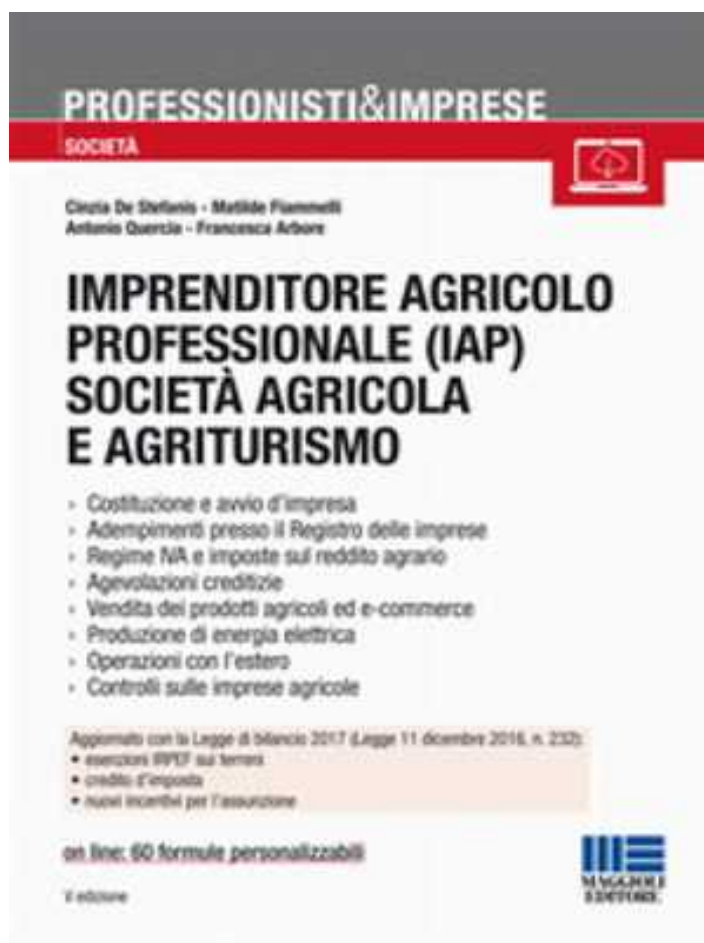 PROFESSIONISTI&IMPRESE
SOCIETÀ
Cinzia De Stefanis - Matilde Fiammelli
Antonio Quercia - Francesca Arbore
IMPRENDITORE AGRICOLO
PROFESSIONALE (IAP)
SOCIETÀ AGRICOLA
E AGRITURISMO
› Costituzione e avvio d'impresa
› Adempimenti presso il Registro delle imprese
› Regime IVA e imposte sul reddito agrario
› Agevolazioni creditizie
› Vendita dei prodotti agricoli ed e-commerce
› Produzione di energia elettrica
› Operazioni con l'estero
› Controlli sulle imprese agricole
Aggiornato con la Legge di bilancio 2017 (Legge 11 dicembre 2016, n. 232):
• esenzioni IRPEF sui terreni
• credito d'imposta
• nuovi incentivi per l'assunzione
on line: 60 formule personalizzabili
MAGGIOLI
EDITORE
V edizione